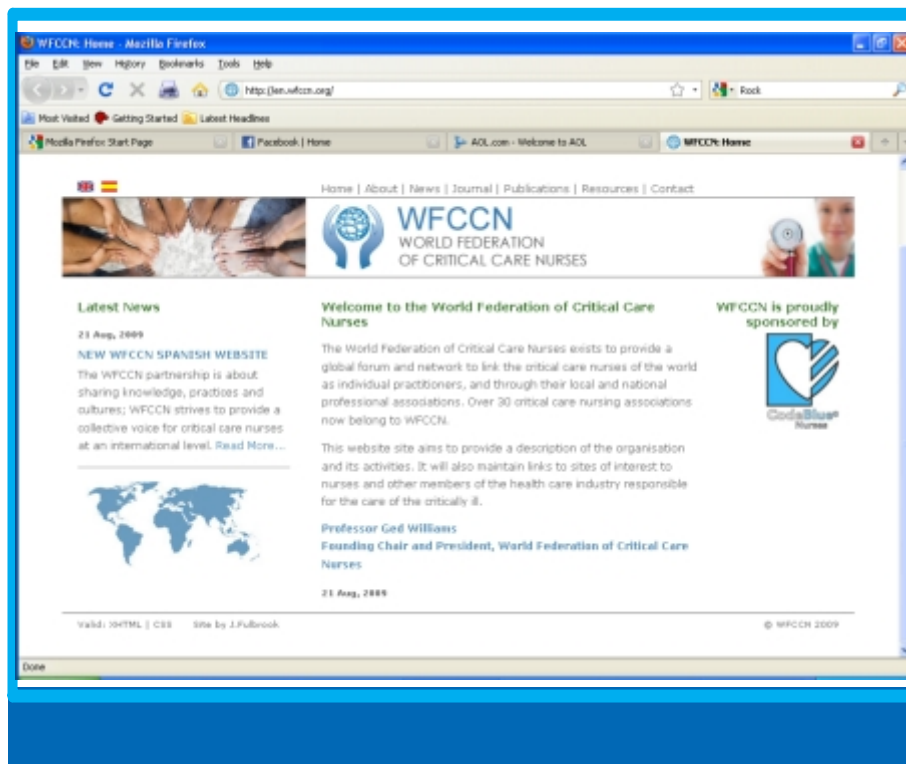 WFCCN: Home - Mozilla Firefox
File Edit View History Bookmarks Tools Help
http://en.wfccn.org/
Rock
Most Visited Getting Started Latest Headlines
Mozilla Firefox Start Page
Facebook | Home
AOL.com - Welcome to AOL
WFCCN: Home
Home | About | News | Journal | Publications | Resources | Contact
WFCCN
WORLD FEDERATION
OF CRITICAL CARE NURSES
Latest News
21 Aug, 2009
NEW WFCCN SPANISH WEBSITE
The WFCCN partnership is about
sharing knowledge, practices and
cultures; WFCCN strives to provide a
collective voice for critical care nurses
at an international level. Read More...
Welcome to the World Federation of Critical Care
Nurses
The World Federation of Critical Care Nurses exists to provide a
global forum and network to link the critical care nurses of the world
as individual practitioners, and through their local and national
professional associations. Over 30 critical care nursing associations
now belong to WFCCN.
This website site aims to provide a description of the organisation
and its activities. It will also maintain links to sites of interest to
nurses and other members of the health care industry responsible
for the care of the critically ill.
Professor Ged Williams
Founding Chair and President, World Federation of Critical Care
Nurses
21 Aug, 2009
WFCCN is proudly
sponsored by
CodeBlue
Nurses
Valid: XHTML | CSS Site by J.Fulbrook
© WFCCN 2009
Done